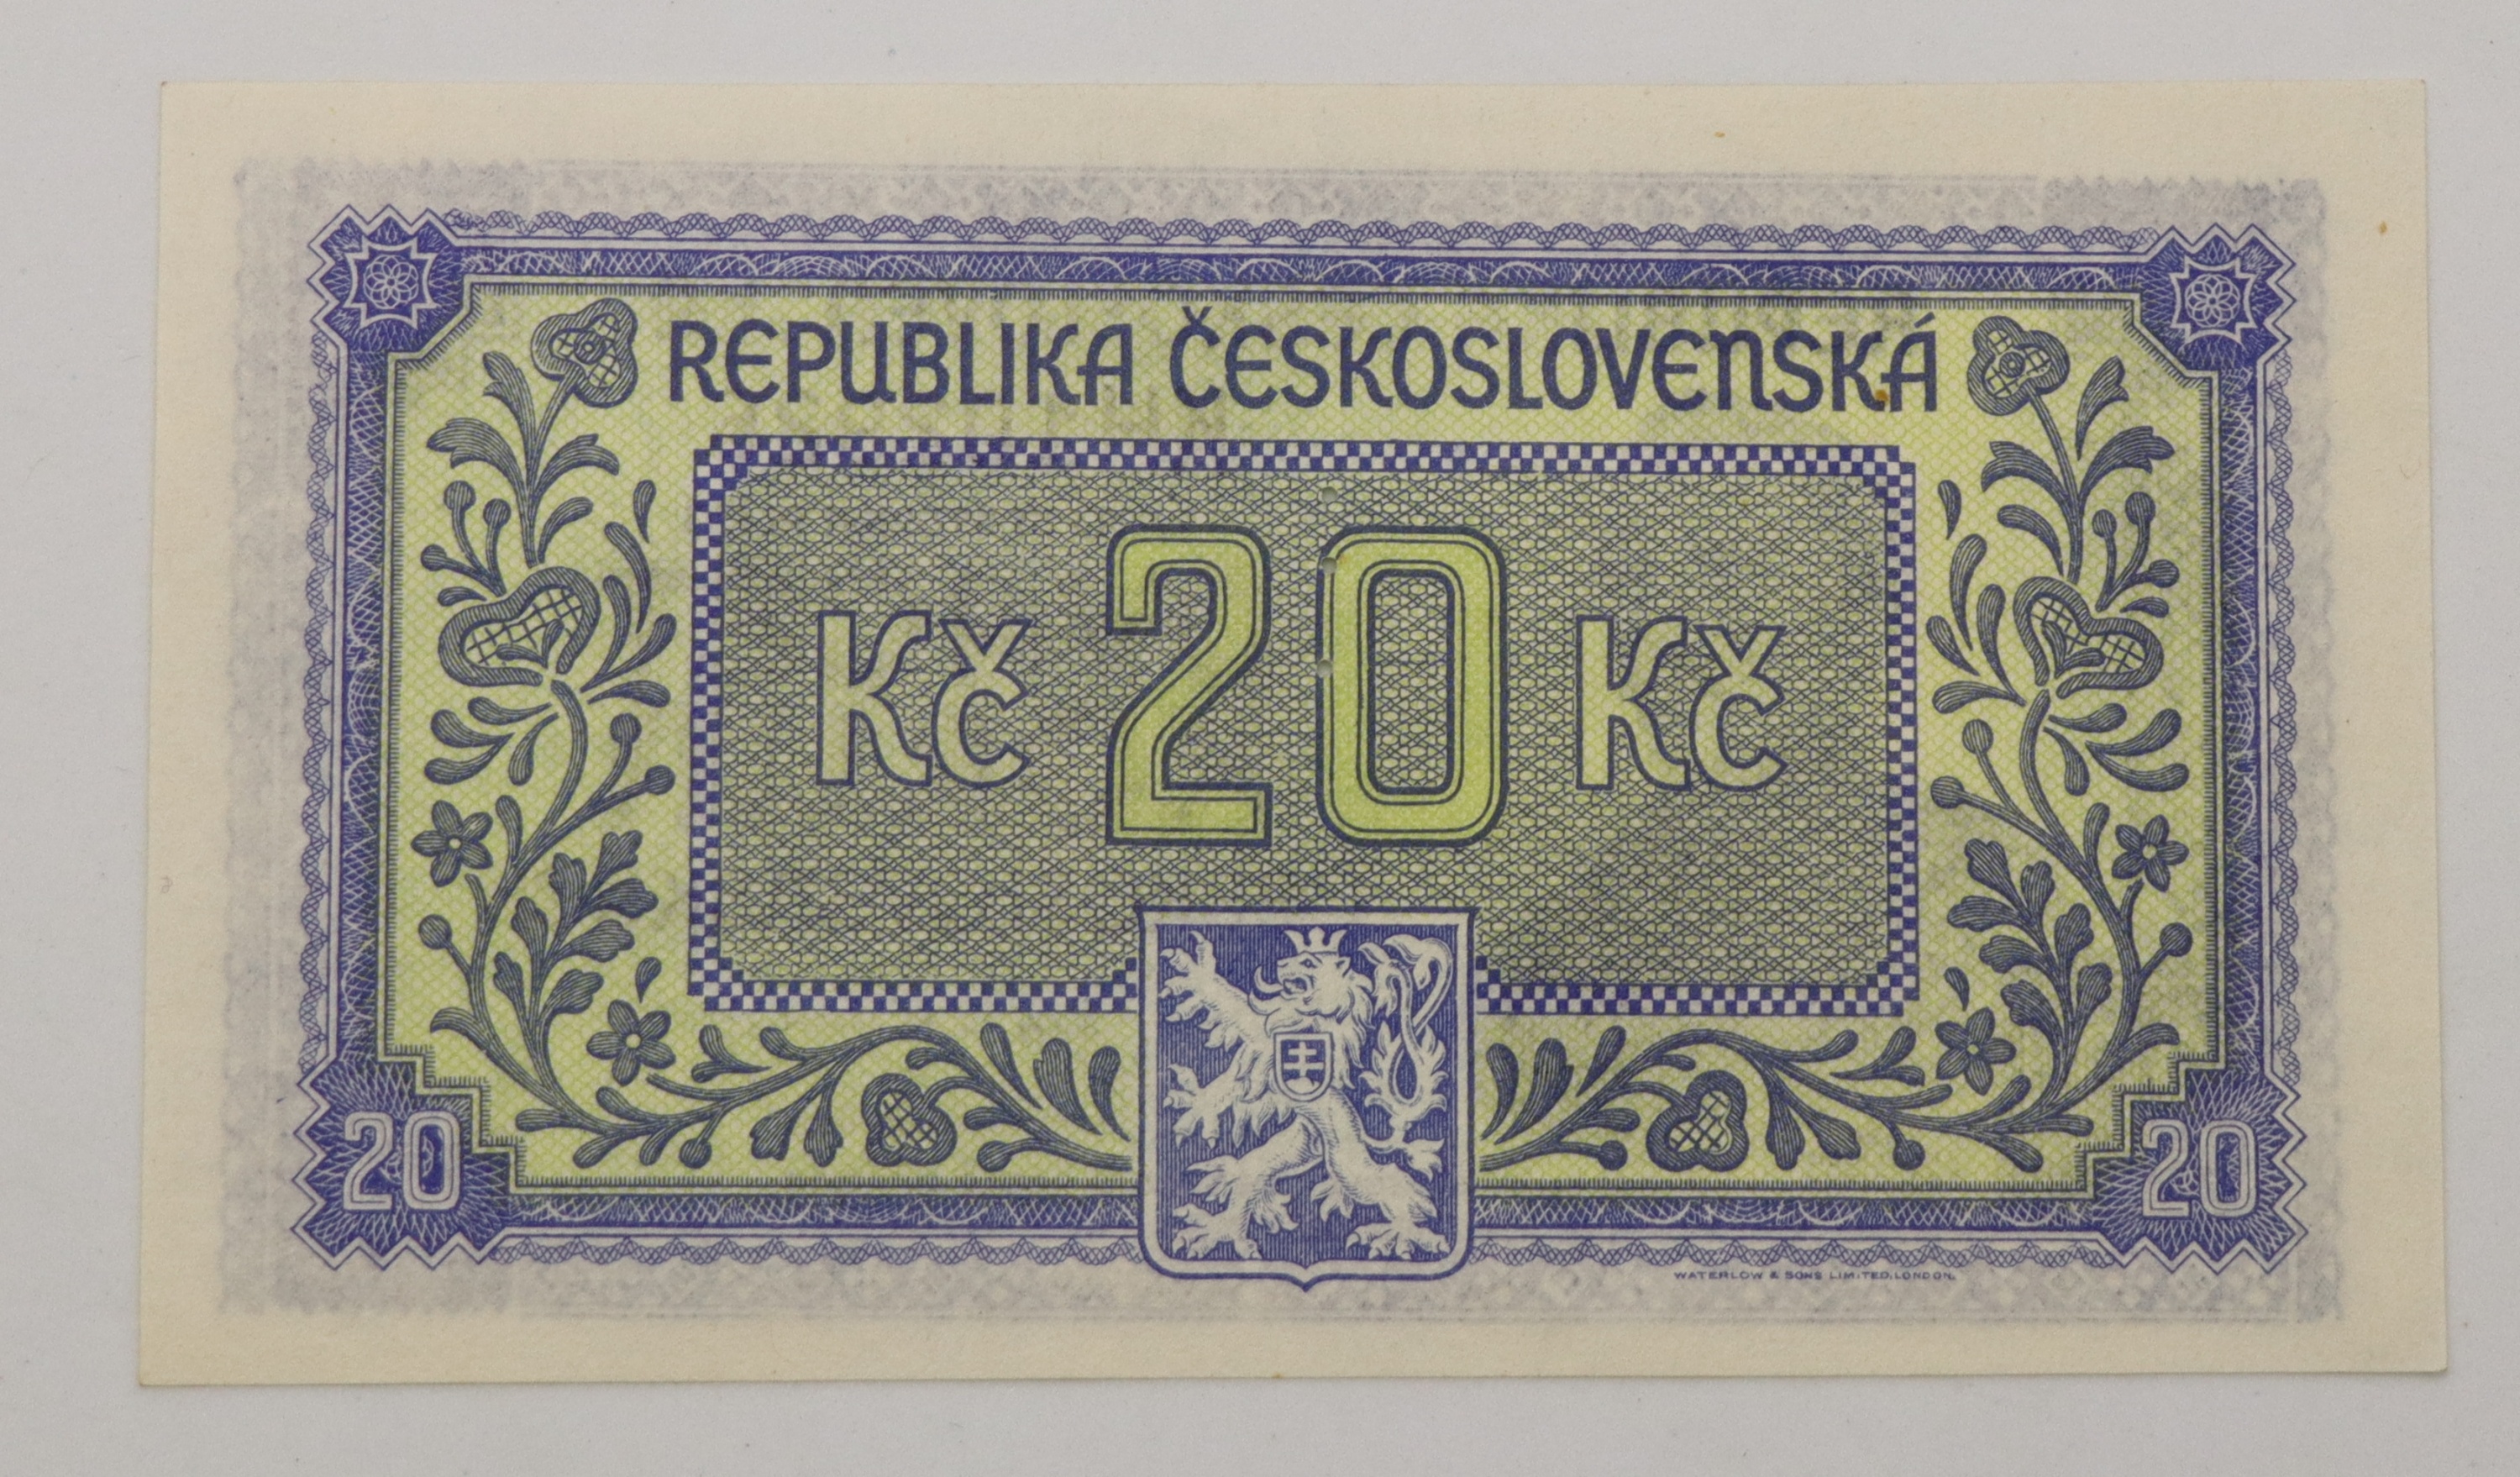 REPUBLIKA ČESKOSLOVENSKÁ
Kč 20 Kč
20 20
WATERLOW & SONS LIMITED, LONDON.